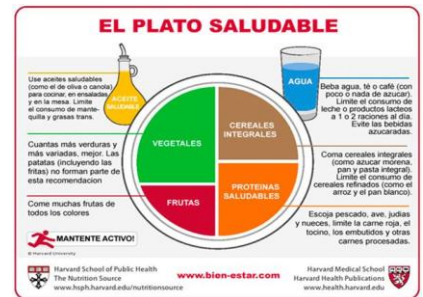 EL PLATO SALUDABLE
Use aceites saludables
(como el de oliva o canola)
para cocinar, en ensaladas,
y en la mesa. Limite
el consumo de mante-
quilla y grasas trans.
ACEITE
SALUDABLE
AGUA
Beba agua, té o café (con
poco o nada de azucar).
Limite el consumo de
leche o productos lacteos
a 1 o 2 raciones al día.
Evite las bebidas
azucaradas.
VEGETALES
CEREALES
INTEGRALES
Cuantas más verduras y
más variadas, mejor. Las
patatas (incluyendo las
fritas) no forman parte de
esta recomendacion
Coma cereales integrales
(como azucar morena,
pan y pasta integral).
Limite el consumo de
cereales refinados (como el
arroz y el pan blanco).
FRUTAS
PROTEINAS
SALUDABLES
Come muchas frutas de
todos los colores
Escoja pescado, ave, judias
y nueces, limite la carne roja, el
tocino, los embutidos y otras
carnes procesadas.
MANTENTE ACTIVO!
© Harvard University
Harvard School of Public Health
The Nutrition Source
www.hsph.harvard.edu/nutritionsource
www.bien-estar.com
Harvard Medical School
Harvard Health Publications
www.health.harvard.edu